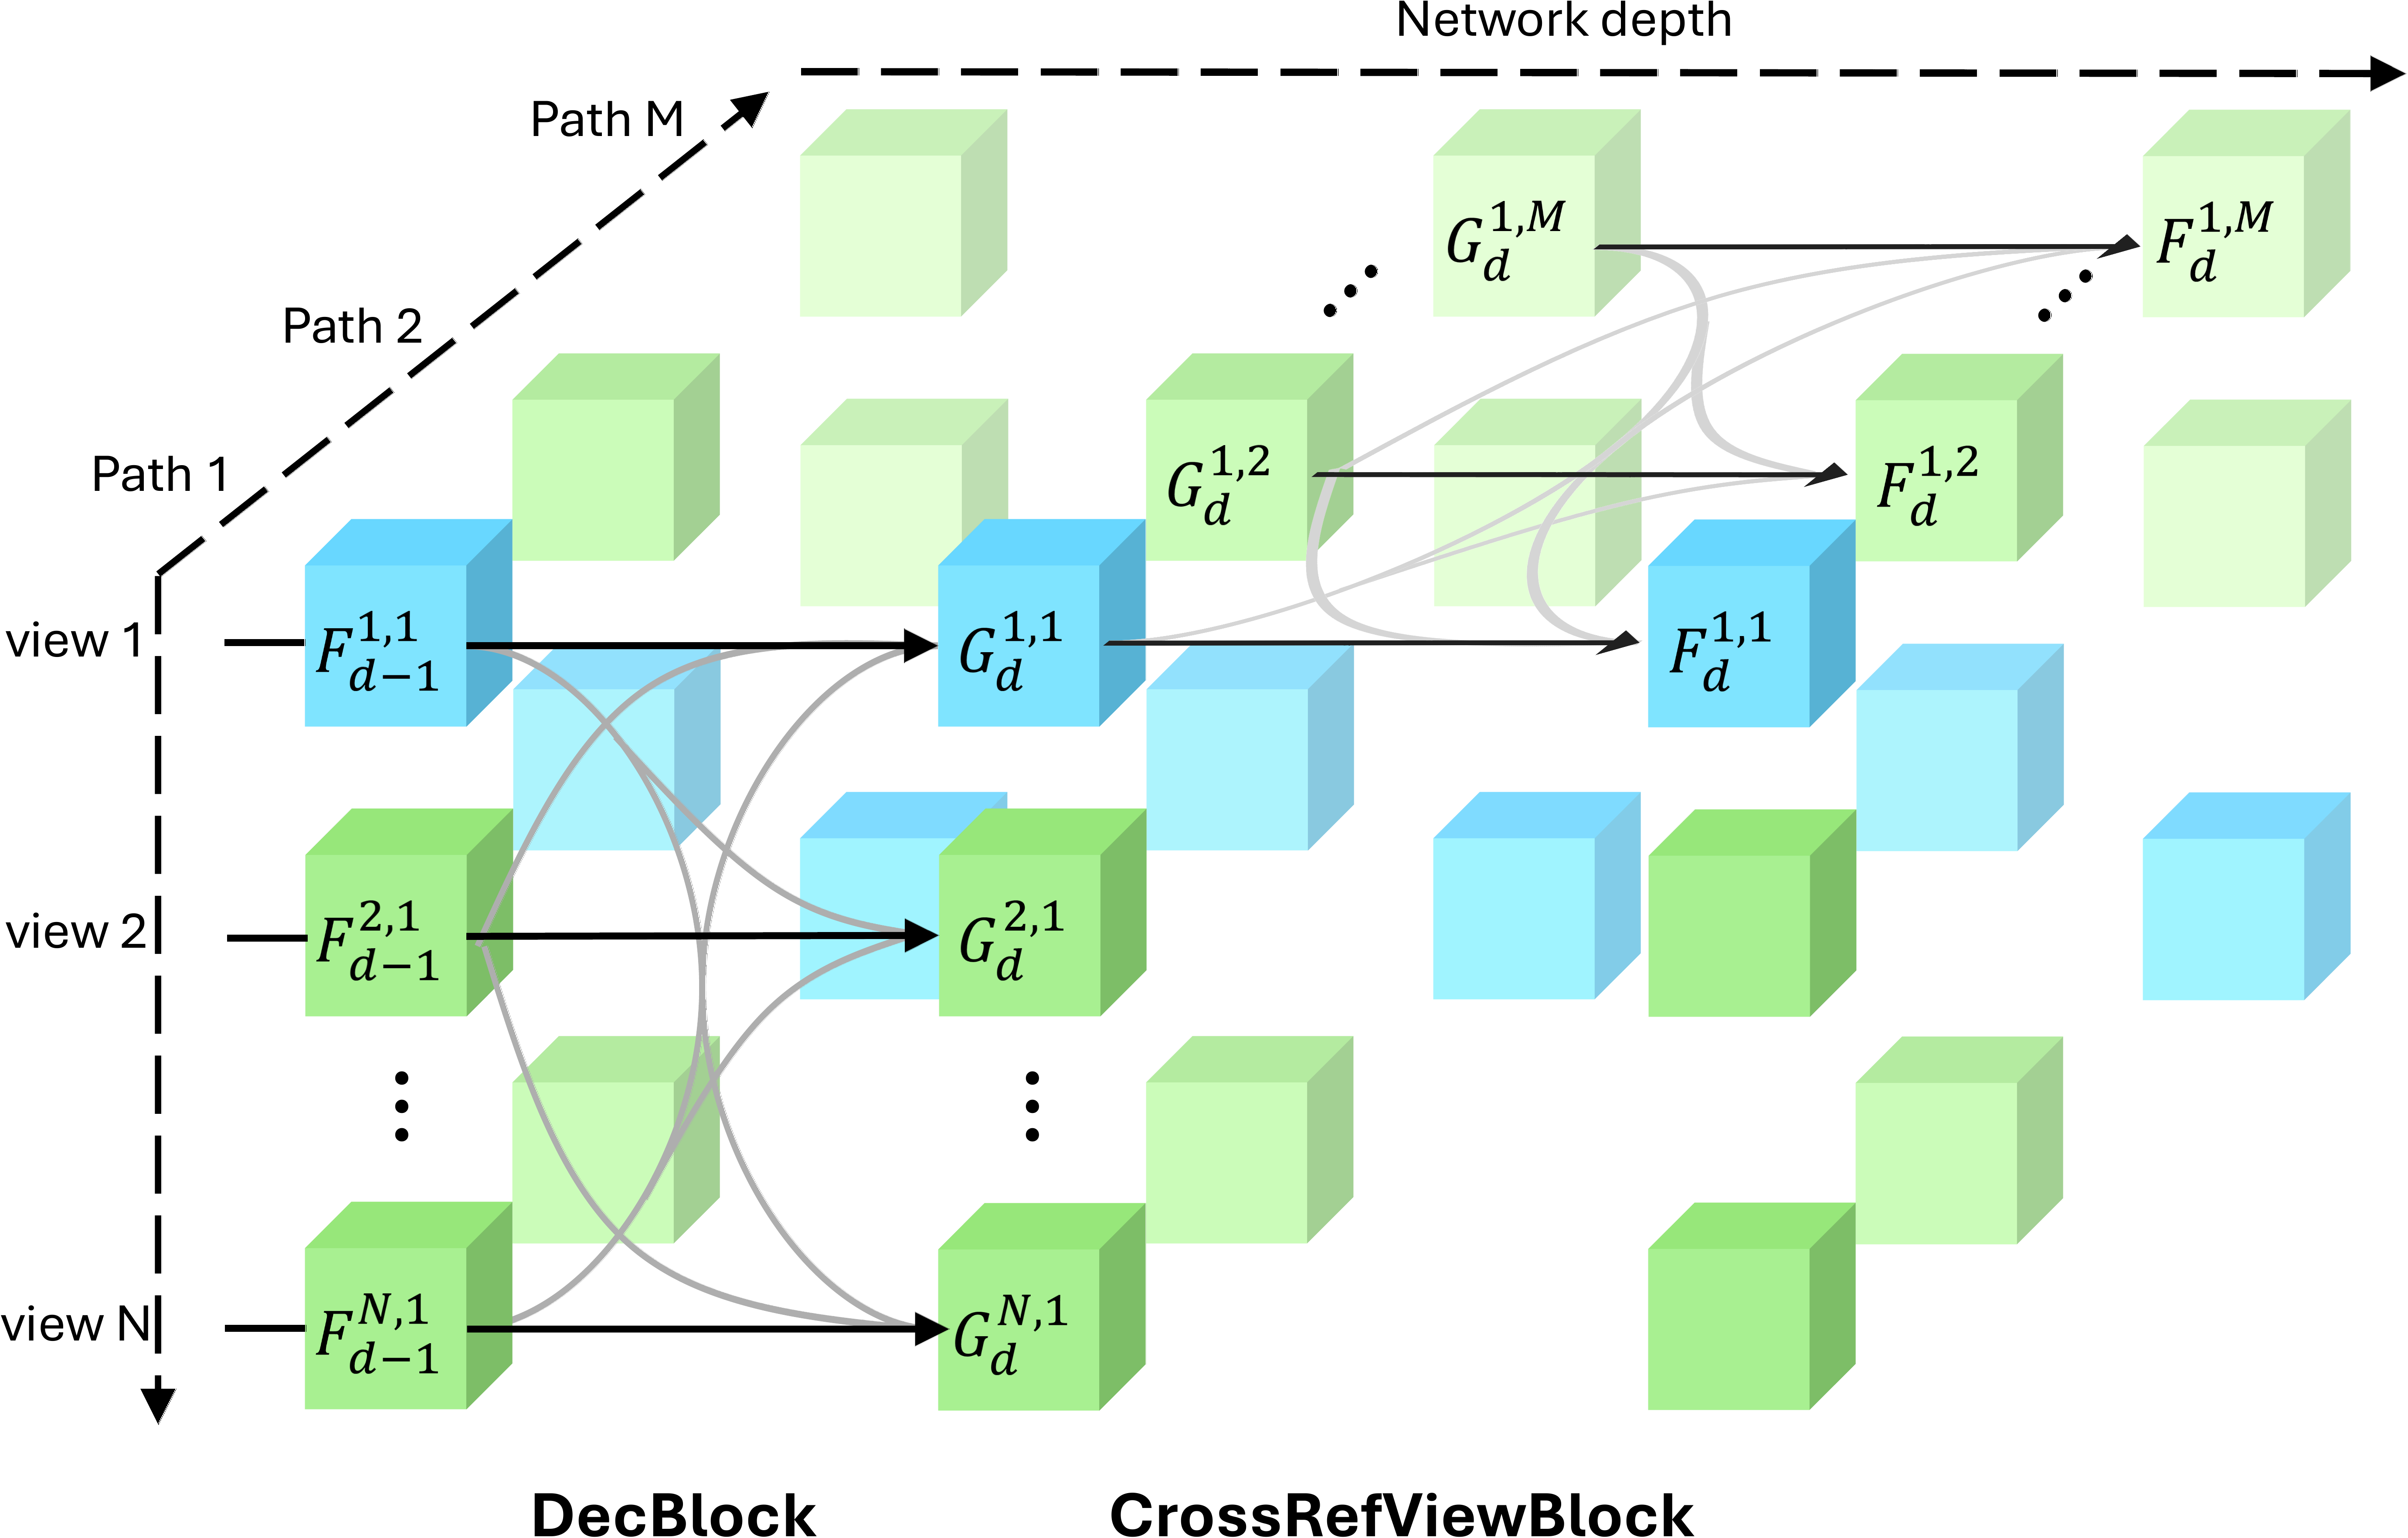 Network depth
Path M
Path 2
Path 1
G_d^{1,M}
F_d^{1,M}
G_d^{1,2}
F_d^{1,2}
view 1
F_{d-1}^{1,1}
G_d^{1,1}
F_d^{1,1}
view 2
F_{d-1}^{2,1}
G_d^{2,1}
view N
F_{d-1}^{N,1}
G_d^{N,1}
DecBlock
CrossRefViewBlock